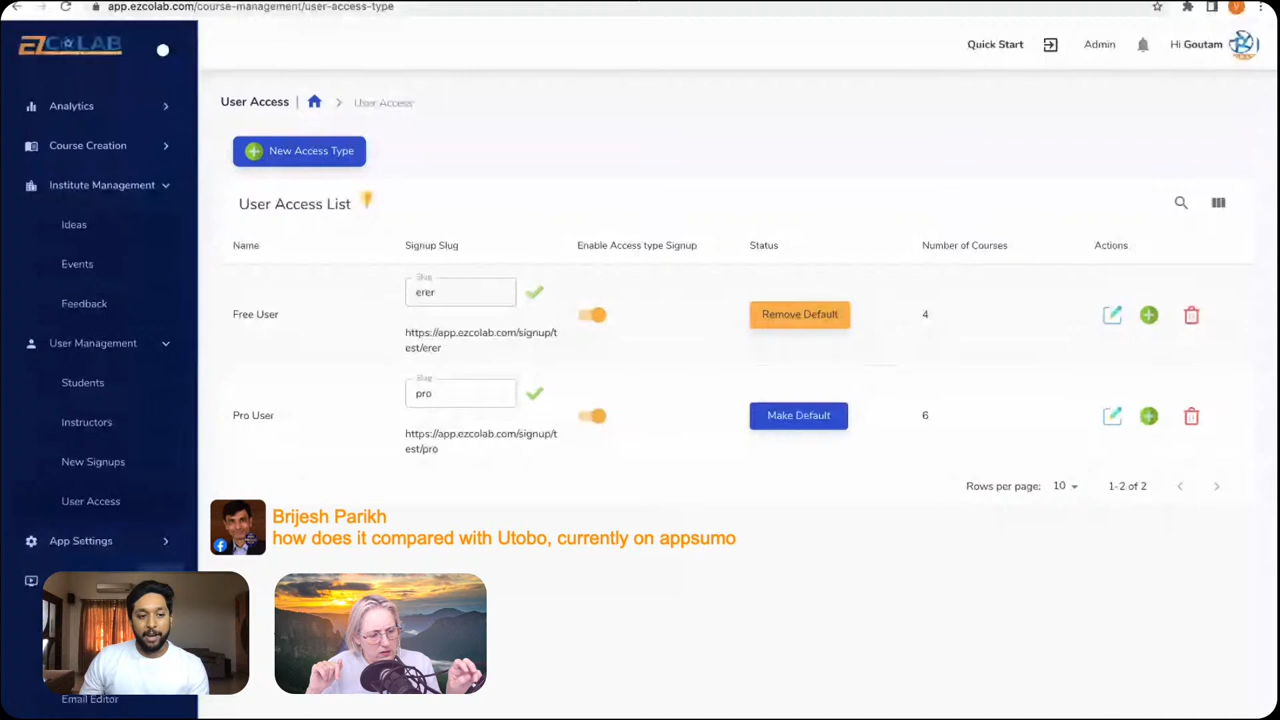 app.ezcolab.com/course-management/user-access-type
EZCOLAB
Quick Start
Admin
Hi Goutam
Analytics
Course Creation
Institute Management
Ideas
Events
Feedback
User Management
Students
Instructors
New Signups
User Access
App Settings
Email Editor
User Access | > User Access
New Access Type
User Access List
Name Signup Slug Enable Access type Signup Status Number of Courses Actions
Slug
Free User erer Remove Default 4
https://app.ezcolab.com/signup/t
est/erer
Slug
Pro User pro Make Default 6
https://app.ezcolab.com/signup/t
est/pro
Rows per page: 10 1-2 of 2
Brijesh Parikh
how does it compared with Utobo, currently on appsumo